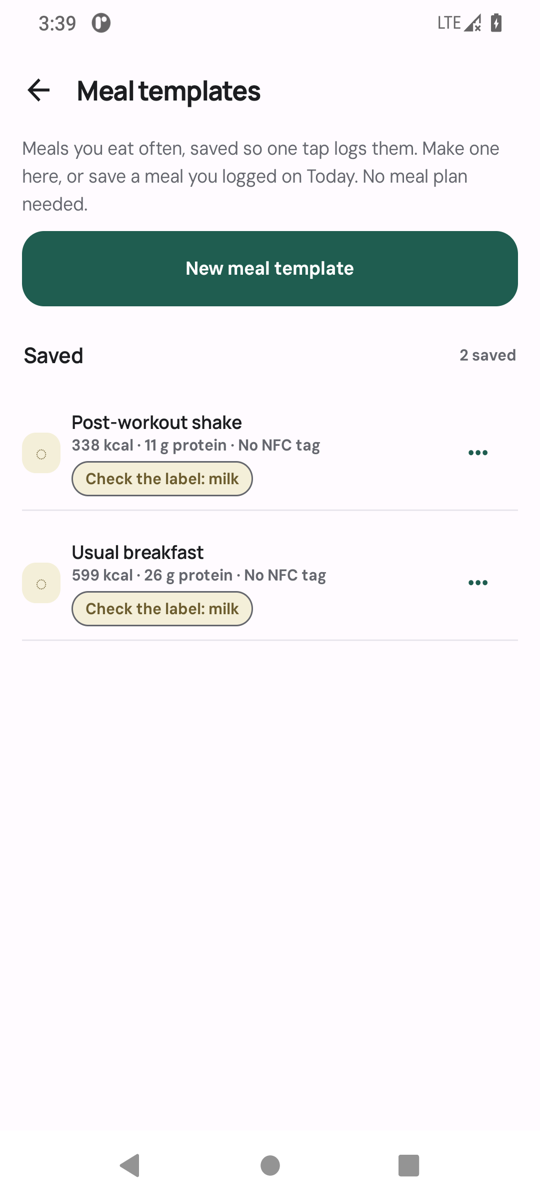 3:39
LTE
Meal templates
Meals you eat often, saved so one tap logs them. Make one
here, or save a meal you logged on Today. No meal plan
needed.
New meal template
Saved
2 saved
Post-workout shake
338 kcal · 11 g protein · No NFC tag
Check the label: milk
Usual breakfast
599 kcal · 26 g protein · No NFC tag
Check the label: milk